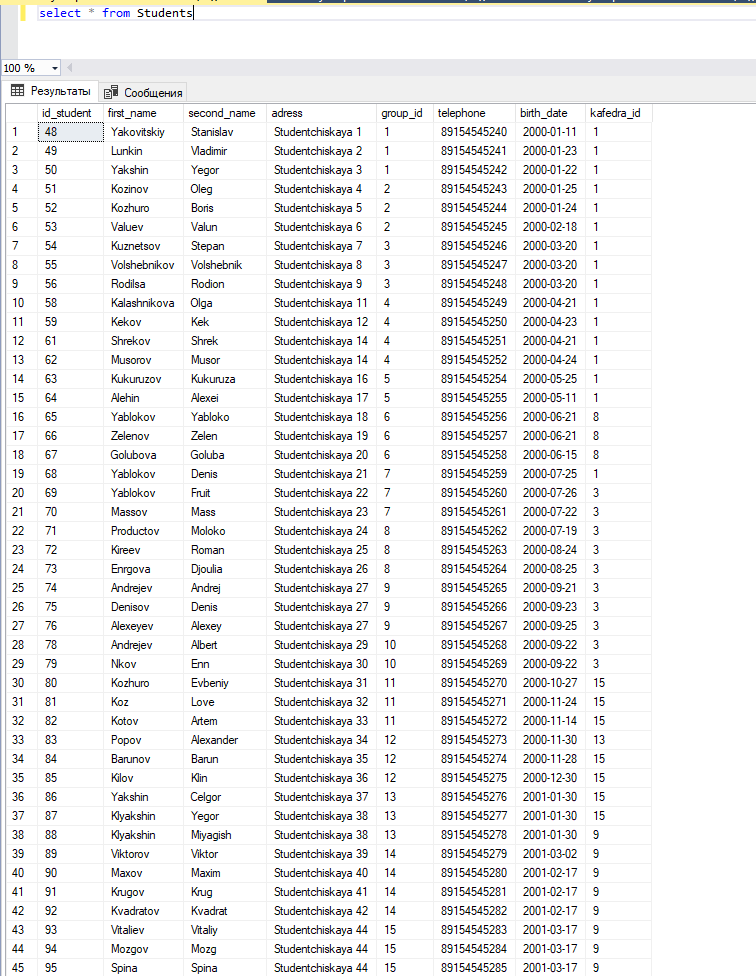 select * from Students
100 %
Результаты Сообщения
id_student first_name second_name adress group_id telephone birth_date kafedra_id
1 48 Yakovitskiy Stanislav Studentchiskaya 1 1 89154545240 2000-01-11 1
2 49 Lunkin Vladimir Studentchiskaya 2 1 89154545241 2000-01-23 1
3 50 Yakshin Yegor Studentchiskaya 3 1 89154545242 2000-01-22 1
4 51 Kozinov Oleg Studentchiskaya 4 2 89154545243 2000-01-25 1
5 52 Kozhuro Boris Studentchiskaya 5 2 89154545244 2000-01-24 1
6 53 Valuev Valun Studentchiskaya 6 2 89154545245 2000-02-18 1
7 54 Kuznetsov Stepan Studentchiskaya 7 3 89154545246 2000-03-20 1
8 55 Volshebnikov Volshebnik Studentchiskaya 8 3 89154545247 2000-03-20 1
9 56 Rodilsa Rodion Studentchiskaya 9 3 89154545248 2000-03-20 1
10 58 Kalashnikova Olga Studentchiskaya 11 4 89154545249 2000-04-21 1
11 59 Kekov Kek Studentchiskaya 12 4 89154545250 2000-04-23 1
12 61 Shrekov Shrek Studentchiskaya 14 4 89154545251 2000-04-21 1
13 62 Musorov Musor Studentchiskaya 14 4 89154545252 2000-04-24 1
14 63 Kukuruzov Kukuruza Studentchiskaya 16 5 89154545254 2000-05-25 1
15 64 Alehin Alexei Studentchiskaya 17 5 89154545255 2000-05-11 1
16 65 Yablokov Yabloko Studentchiskaya 18 6 89154545256 2000-06-21 8
17 66 Zelenov Zelen Studentchiskaya 19 6 89154545257 2000-06-21 8
18 67 Golubova Goluba Studentchiskaya 20 6 89154545258 2000-06-15 8
19 68 Yablokov Denis Studentchiskaya 21 7 89154545259 2000-07-25 1
20 69 Yablokov Fruit Studentchiskaya 22 7 89154545260 2000-07-26 3
21 70 Massov Mass Studentchiskaya 23 7 89154545261 2000-07-22 3
22 71 Productov Moloko Studentchiskaya 24 8 89154545262 2000-07-19 3
23 72 Kireev Roman Studentchiskaya 25 8 89154545263 2000-08-24 3
24 73 Enrgova Djoulia Studentchiskaya 26 8 89154545264 2000-08-25 3
25 74 Andrejev Andrej Studentchiskaya 27 9 89154545265 2000-09-21 3
26 75 Denisov Denis Studentchiskaya 27 9 89154545266 2000-09-23 3
27 76 Alexeyev Alexey Studentchiskaya 27 9 89154545267 2000-09-25 3
28 78 Andrejev Albert Studentchiskaya 29 10 89154545268 2000-09-22 3
29 79 Nkov Enn Studentchiskaya 30 10 89154545269 2000-09-22 3
30 80 Kozhuro Evbeniy Studentchiskaya 31 11 89154545270 2000-10-27 15
31 81 Koz Love Studentchiskaya 32 11 89154545271 2000-11-24 15
32 82 Kotov Artem Studentchiskaya 33 11 89154545272 2000-11-14 15
33 83 Popov Alexander Studentchiskaya 34 12 89154545273 2000-11-30 13
34 84 Barunov Barun Studentchiskaya 35 12 89154545274 2000-11-28 15
35 85 Kilov Klin Studentchiskaya 36 12 89154545275 2000-12-30 15
36 86 Yakshin Celgor Studentchiskaya 37 13 89154545276 2001-01-30 15
37 87 Klyakshin Yegor Studentchiskaya 38 13 89154545277 2001-01-30 15
38 88 Klyakshin Miyagish Studentchiskaya 38 13 89154545278 2001-01-30 9
39 89 Viktorov Viktor Studentchiskaya 39 14 89154545279 2001-03-02 9
40 90 Maxov Maxim Studentchiskaya 40 14 89154545280 2001-02-17 9
41 91 Krugov Krug Studentchiskaya 41 14 89154545281 2001-02-17 9
42 92 Kvadratov Kvadrat Studentchiskaya 42 14 89154545282 2001-02-17 9
43 93 Vitaliev Vitaliy Studentchiskaya 44 15 89154545283 2001-03-17 9
44 94 Mozgov Mozg Studentchiskaya 44 15 89154545284 2001-03-17 9
45 95 Spina Spina Studentchiskaya 44 15 89154545285 2001-03-17 9